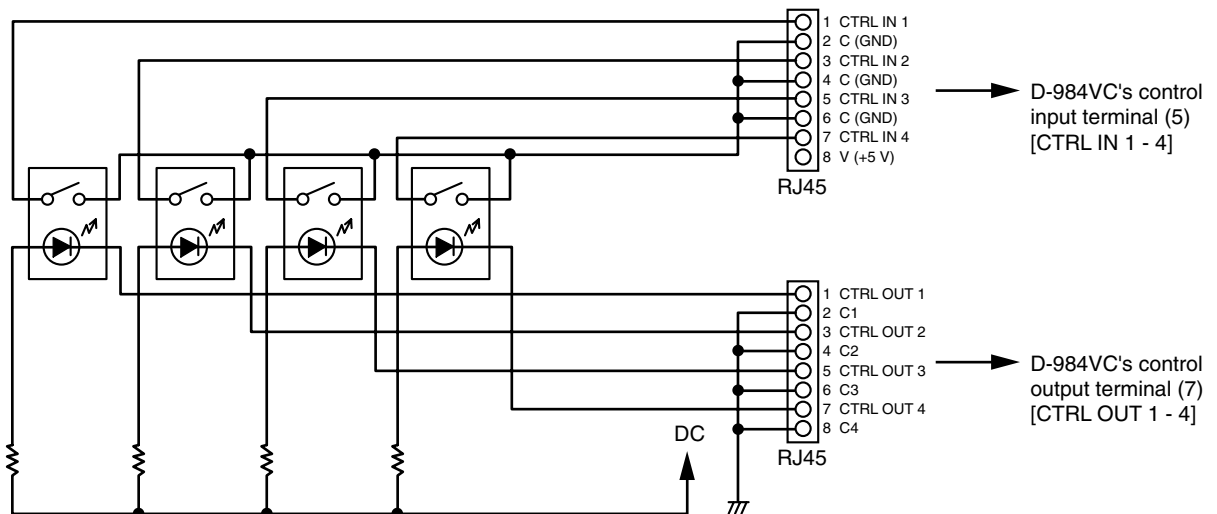 1 CTRL IN 1
2 C (GND)
3 CTRL IN 2
4 C (GND)
5 CTRL IN 3
6 C (GND)
7 CTRL IN 4
8 V (+5 V)
RJ45
D-984VC's control
input terminal (5)
[CTRL IN 1 - 4]
1 CTRL OUT 1
2 C1
3 CTRL OUT 2
4 C2
5 CTRL OUT 3
6 C3
7 CTRL OUT 4
8 C4
RJ45
D-984VC's control
output terminal (7)
[CTRL OUT 1 - 4]
DC